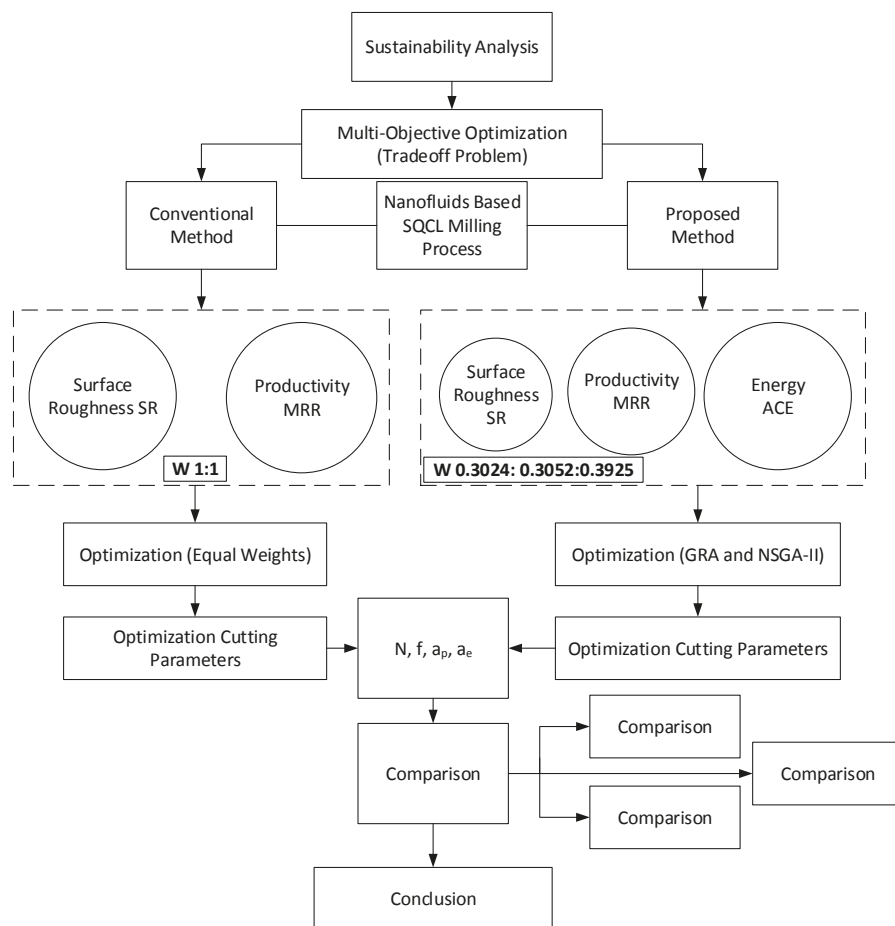 Sustainability Analysis
Multi-Objective Optimization
(Tradeoff Problem)
Conventional
Method
Nanofluids Based
SQCL Milling
Process
Proposed
Method
Surface
Roughness SR
Productivity
MRR
W 1:1
Surface
Roughness
SR
Productivity
MRR
Energy
ACE
W 0.3024: 0.3052:0.3925
Optimization (Equal Weights)
Optimization (GRA and NSGA-II)
Optimization Cutting
Parameters
N, f, aₚ, aₑ
Optimization Cutting Parameters
Comparison
Comparison
Comparison
Comparison
Conclusion